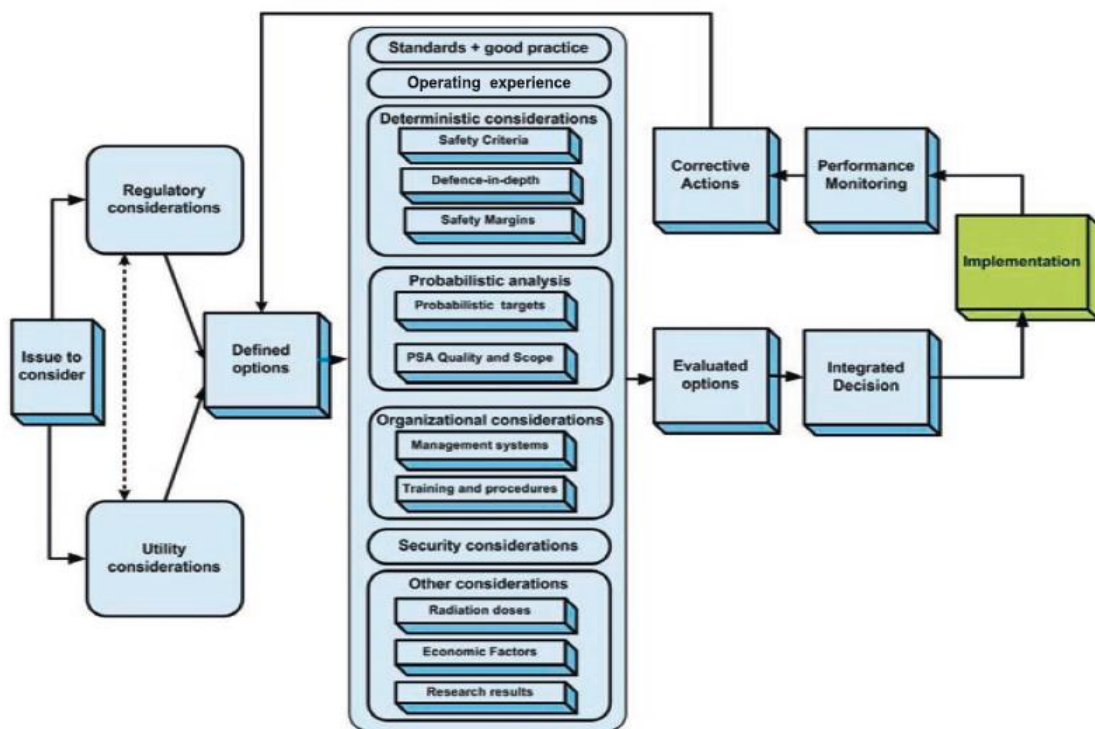 Issue to
consider
Regulatory
considerations
Utility
considerations
Defined
options
Standards + good practice
Operating experience
Deterministic considerations
Safety Criteria
Defence-in-depth
Safety Margins
Probabilistic analysis
Probabilistic targets
PSA Quality and Scope
Organizational considerations
Management systems
Training and procedures
Security considerations
Other considerations
Radiation doses
Economic Factors
Research results
Evaluated
options
Integrated
Decision
Implementation
Performance
Monitoring
Corrective
Actions